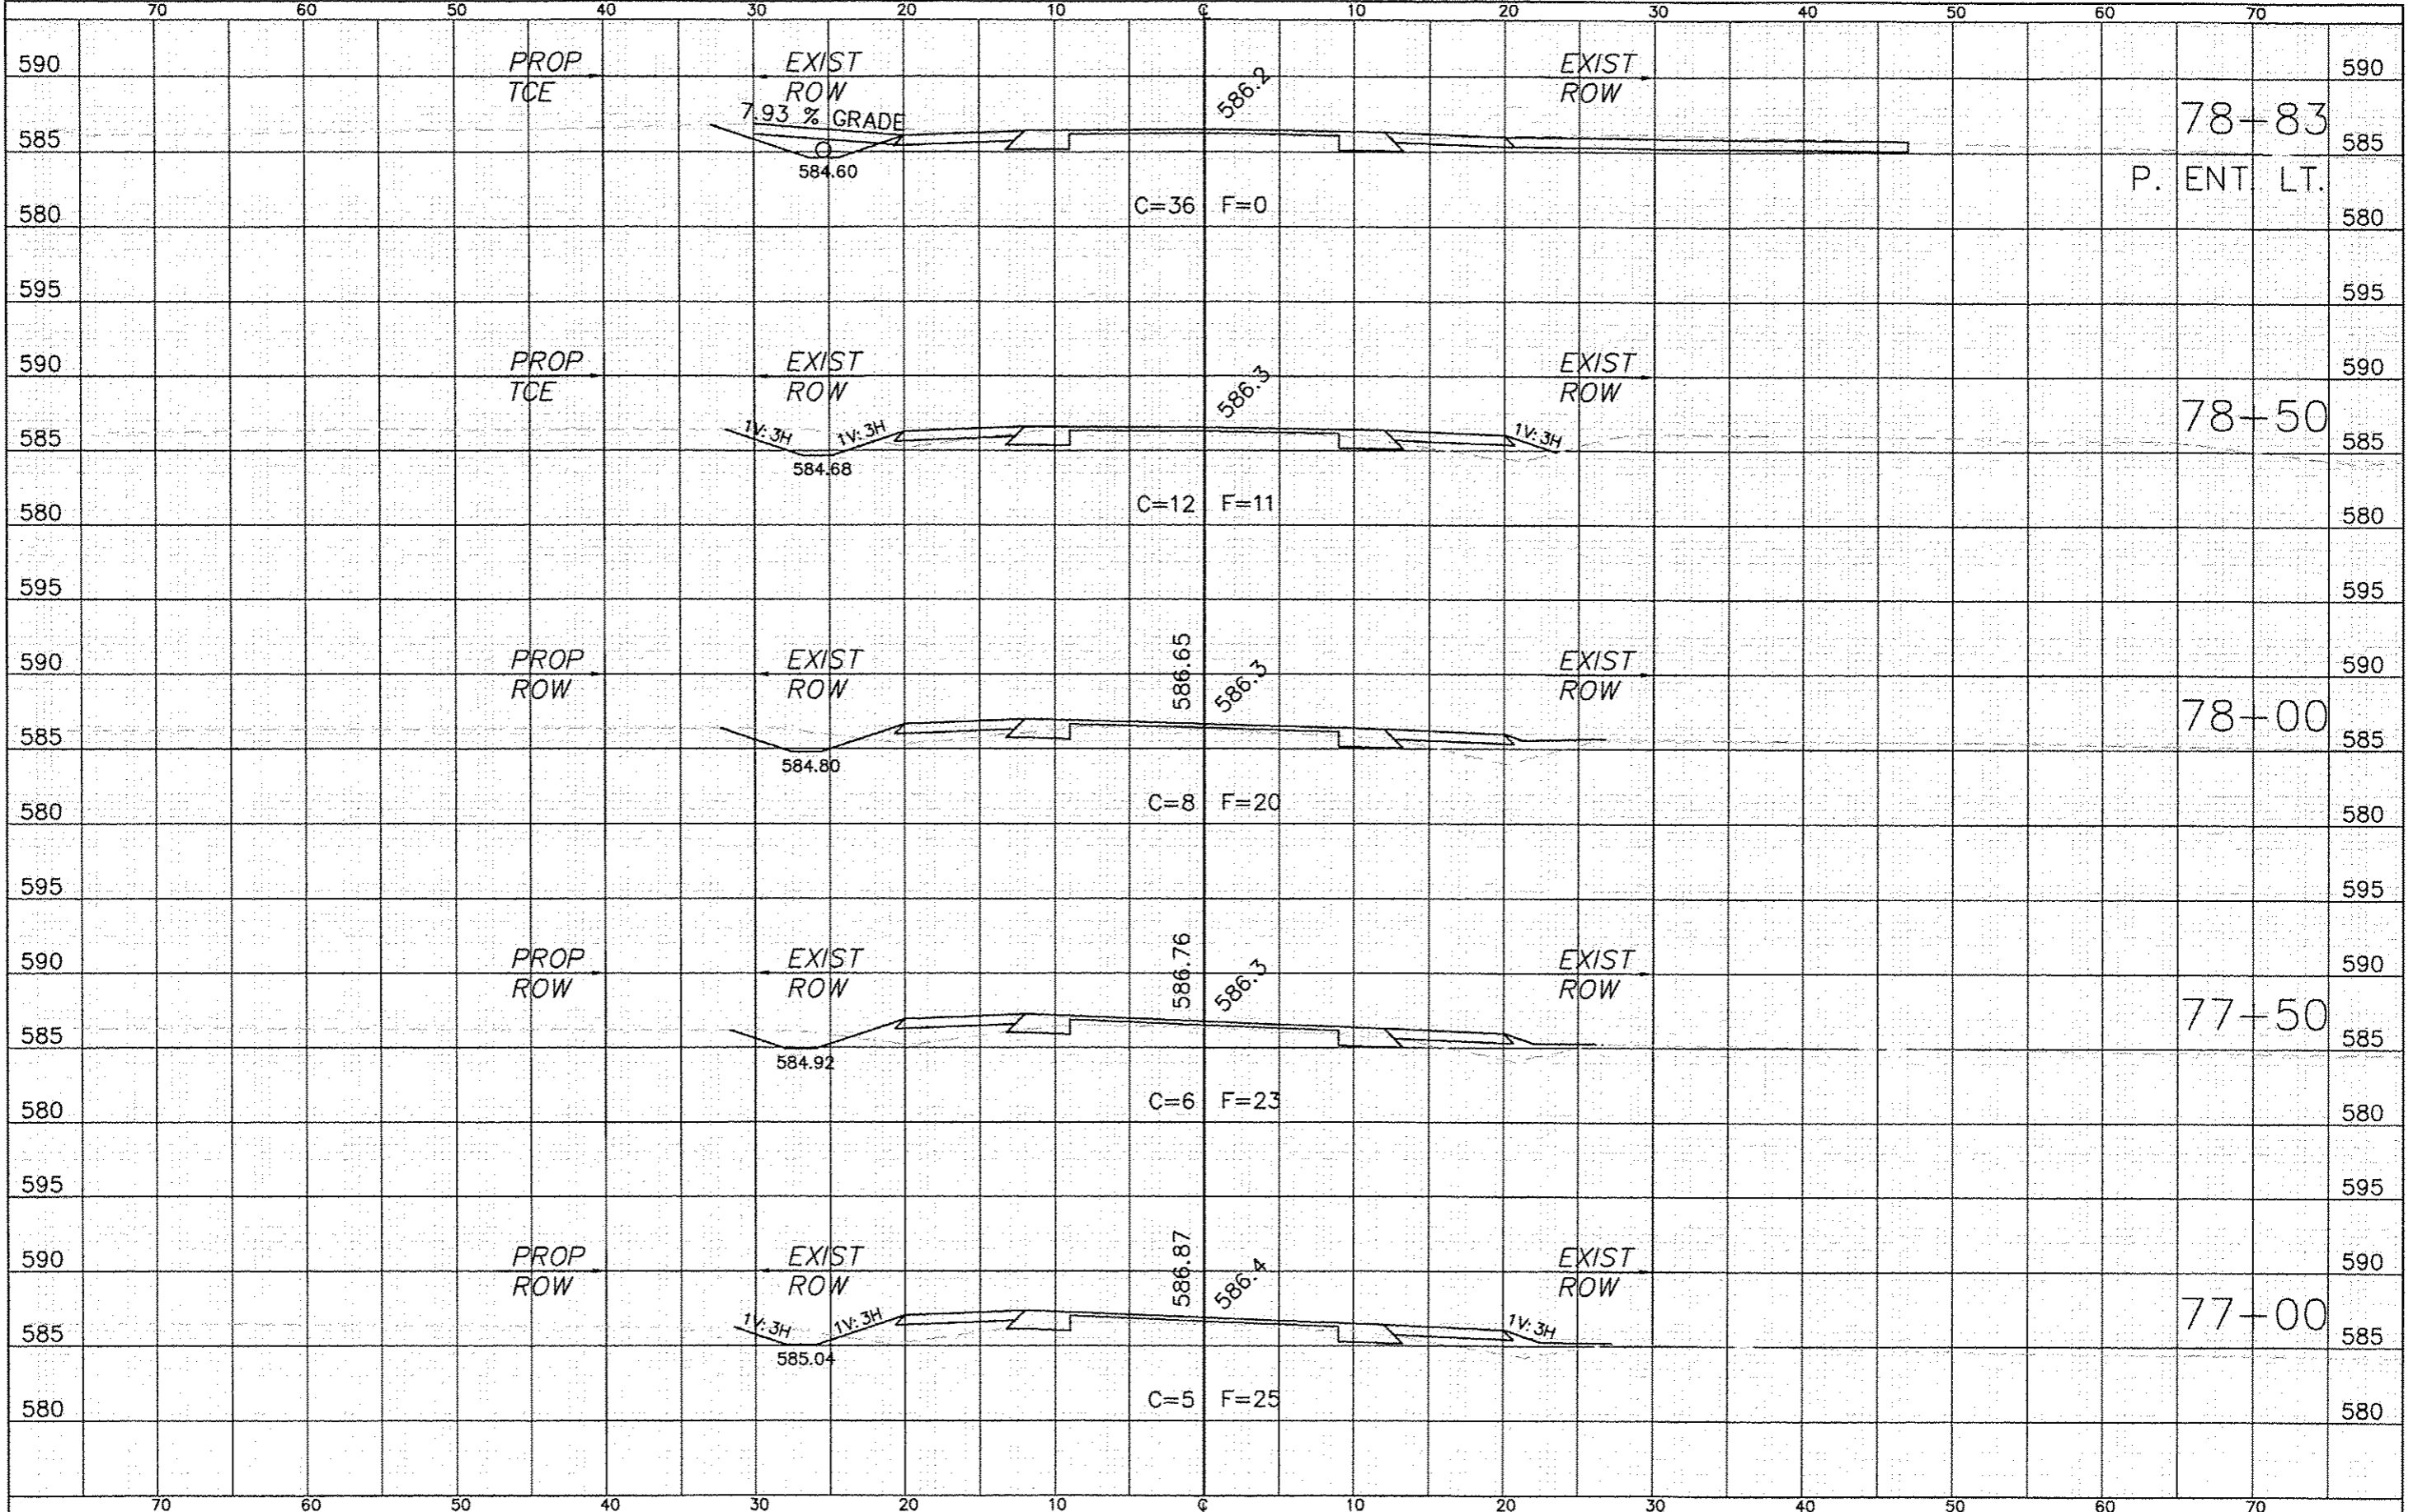 70 60 50 40 30 20 10 ℄ 10 20 30 40 50 60 70
590 PROP TCE EXIST ROW 586.2 EXIST ROW 590
7.93 % GRADE
78+83
585 585
584.60
P. ENT. LT.
C=36 F=0
580 580
595 595
590 PROP TCE EXIST ROW 586.3 EXIST ROW 590
78+50
585 1V:3H 1V:3H 1V:3H 585
584.68
C=12 F=11
580 580
595 595
590 PROP ROW EXIST ROW 586.65 586.3 EXIST ROW 590
78+00
585 585
584.80
C=8 F=20
580 580
595 595
590 PROP ROW EXIST ROW 586.76 586.3 EXIST ROW 590
77+50
585 585
584.92
C=6 F=23
580 580
595 595
590 PROP ROW EXIST ROW 586.87 586.4 EXIST ROW 590
77+00
585 1V:3H 1V:3H 1V:3H 585
585.04
C=5 F=25
580 580
70 60 50 40 30 20 10 ℄ 10 20 30 40 50 60 70